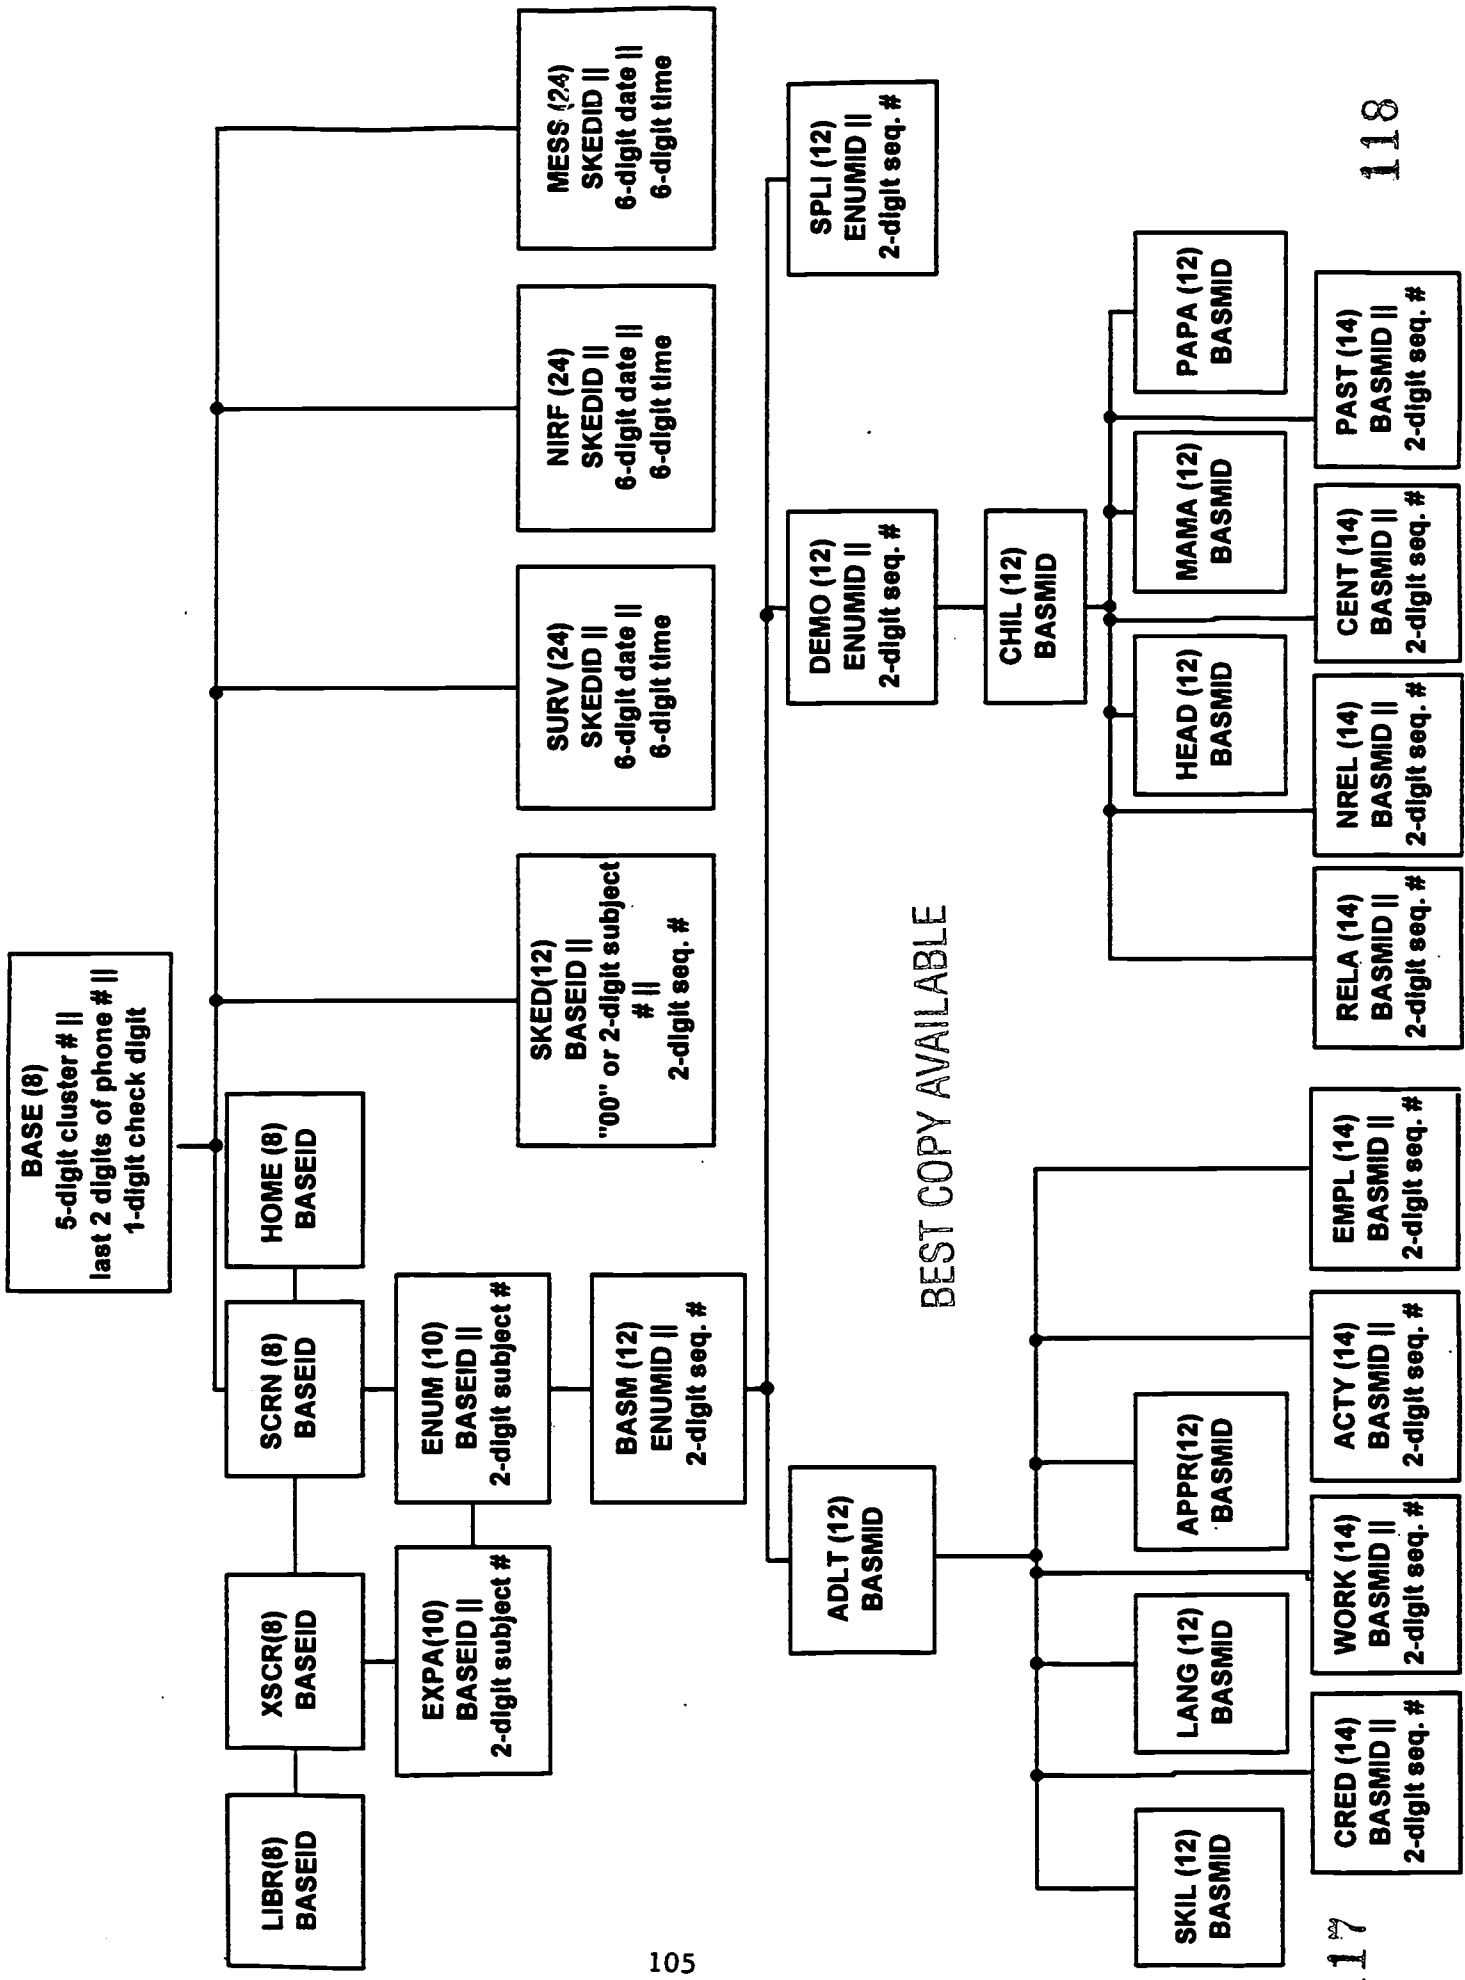 BASE (8)
5-digit cluster # ||
last 2 digits of phone # ||
1-digit check digit
LIBR(8)
BASEID
XSCR(8)
BASEID
SCRN (8)
BASEID
HOME (8)
BASEID
EXPA(10)
BASEID ||
2-digit subject #
ENUM (10)
BASEID ||
2-digit subject #
SKED(12)
BASEID ||
"00" or 2-digit subject
# ||
2-digit seq. #
SURV (24)
SKEDID ||
6-digit date ||
6-digit time
NIRF (24)
SKEDID ||
6-digit date ||
6-digit time
MESS (24)
SKEDID ||
6-digit date ||
6-digit time
BASM (12)
ENUMID ||
2-digit seq. #
ADLT (12)
BASMID
DEMO (12)
ENUMID ||
2-digit seq. #
SPLI (12)
ENUMID ||
2-digit seq. #
BEST COPY AVAILABLE
CHIL (12)
BASMID
SKIL (12)
BASMID
LANG (12)
BASMID
APPR(12)
BASMID
HEAD (12)
BASMID
MAMA (12)
BASMID
PAPA (12)
BASMID
CRED (14)
BASMID ||
2-digit seq. #
WORK (14)
BASMID ||
2-digit seq. #
ACTY (14)
BASMID ||
2-digit seq. #
EMPL (14)
BASMID ||
2-digit seq. #
RELA (14)
BASMID ||
2-digit seq. #
NREL (14)
BASMID ||
2-digit seq. #
CENT (14)
BASMID ||
2-digit seq. #
PAST (14)
BASMID ||
2-digit seq. #
105
118